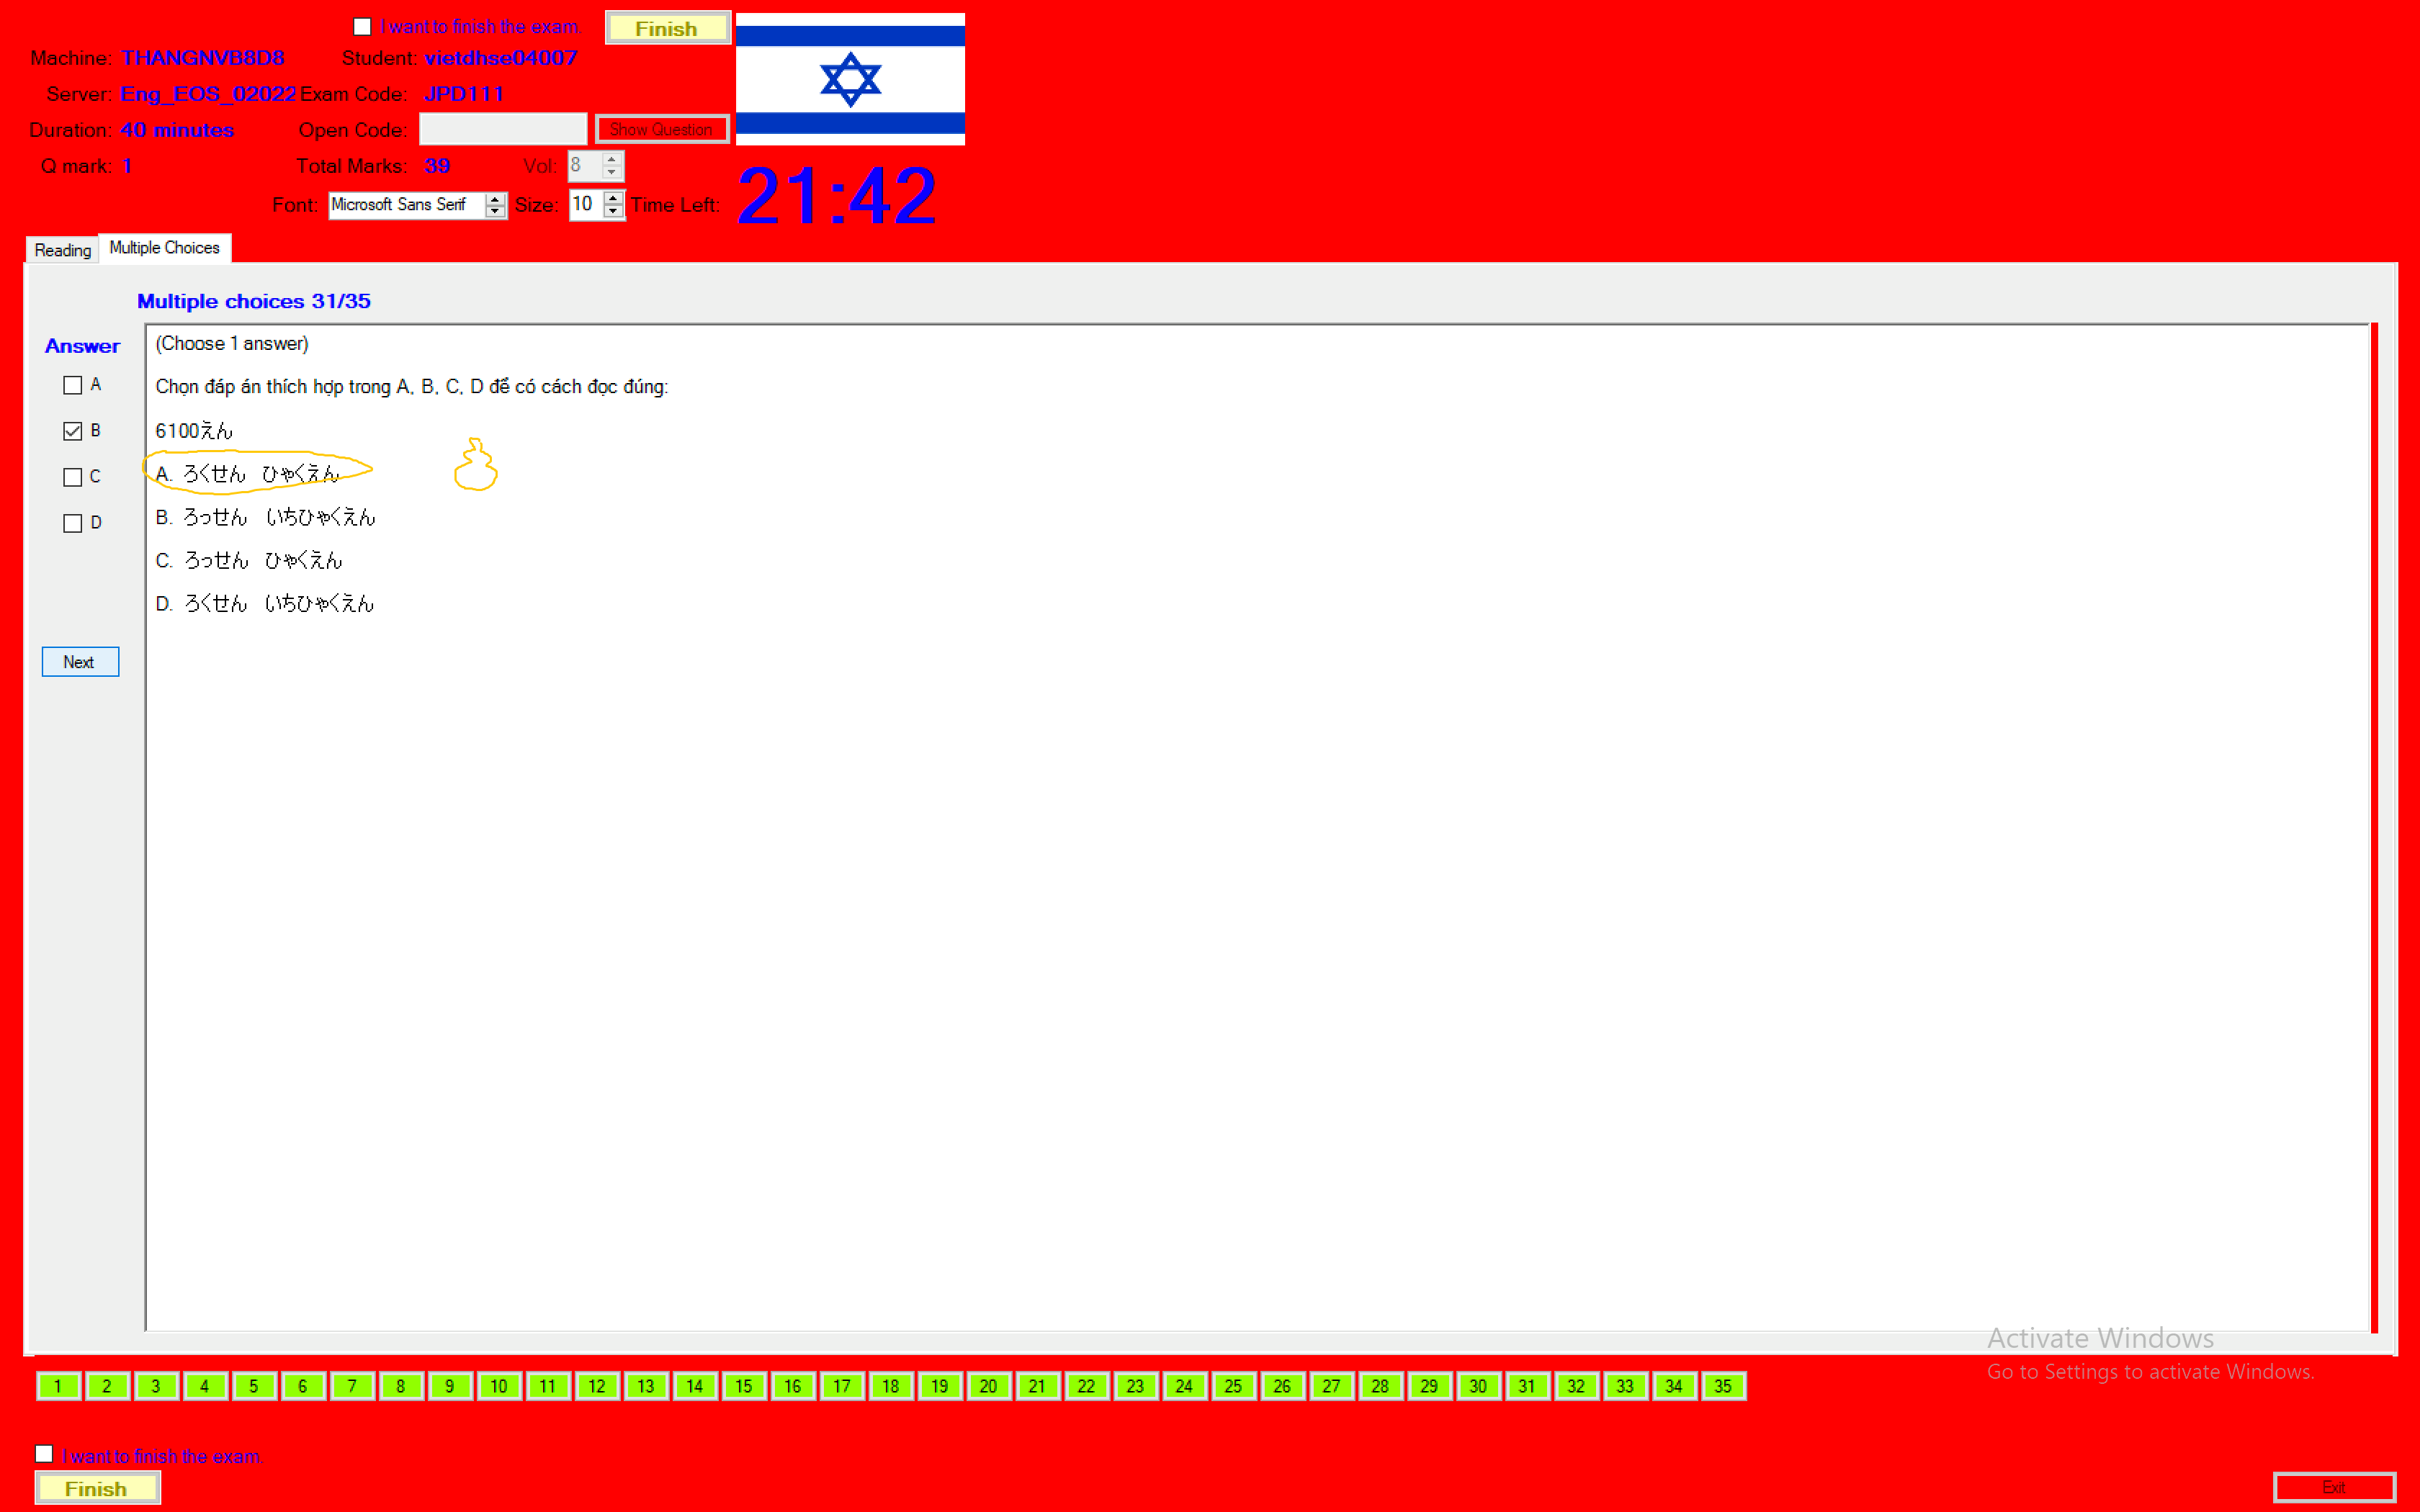 I want to finish the exam.
Finish
Machine: THANGNVB8D8 Student: vietdhse04007
Server: Eng_EOS_02022 Exam Code: JPD111
Duration: 40 minutes Open Code: Show Question
Q mark: 1 Total Marks: 39 Vol: 8
Font: Microsoft Sans Serif Size: 10 Time Left: 21:42
Reading Multiple Choices
Multiple choices 31/35
Answer
A
B
C
D
Next
(Choose 1 answer)
Chọn đáp án thích hợp trong A, B, C, D để có cách đọc đúng:
6100えん
A. ろくせん ひゃくえん
B. ろっせん いちひゃくえん
C. ろっせん ひゃくえん
D. ろくせん いちひゃくえん
Activate Windows
Go to Settings to activate Windows.
1 2 3 4 5 6 7 8 9 10 11 12 13 14 15 16 17 18 19 20 21 22 23 24 25 26 27 28 29 30 31 32 33 34 35
I want to finish the exam.
Finish
Exit